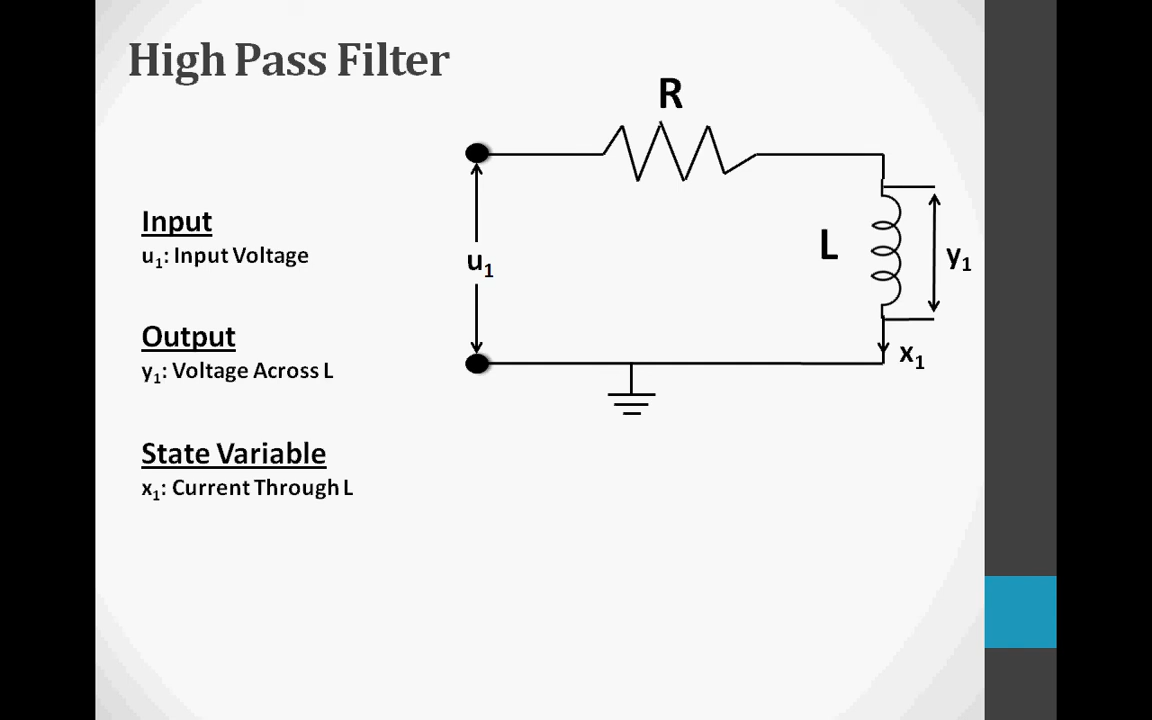 High Pass Filter
R
Input
u₁: Input Voltage
L
u₁
y₁
Output
y₁: Voltage Across L
x₁
State Variable
x₁: Current Through L